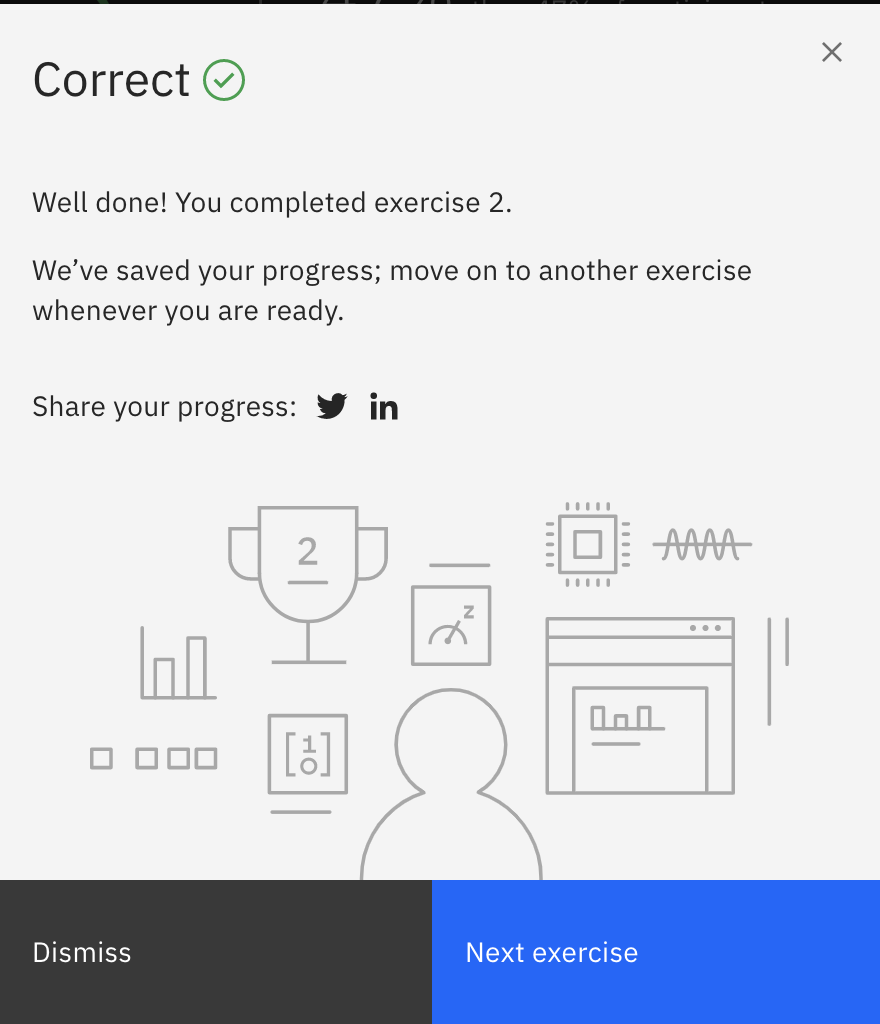 Correct
Well done! You completed exercise 2.
We’ve saved your progress; move on to another exercise
whenever you are ready.
Share your progress:
in
2
z
1
0
Dismiss
Next exercise